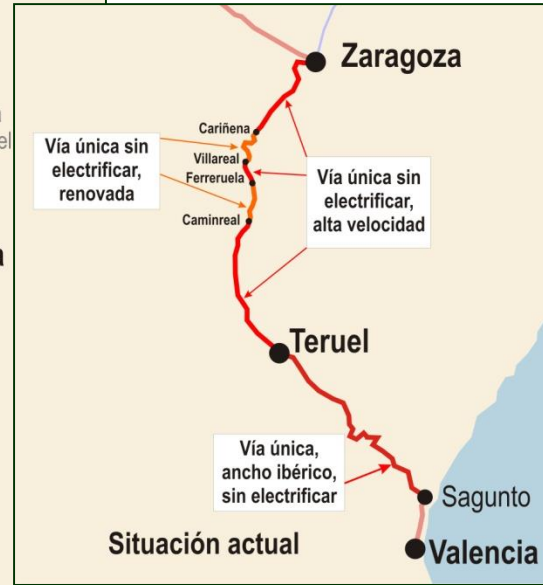 Zaragoza
el
Cariñena
Vía única sin
electrificar,
renovada
Villareal
Ferreruela
Caminreal
Vía única sin
electrificar,
alta velocidad
Teruel
Vía única,
ancho ibérico,
sin electrificar
Sagunto
Situación actual
Valencia